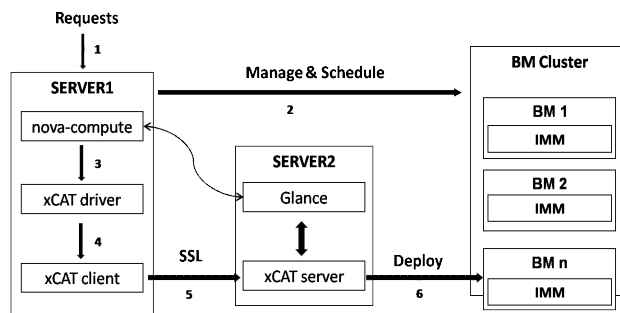 Requests
1
SERVER1
nova-compute
3
xCAT driver
4
xCAT client
Manage & Schedule
2
SERVER2
Glance
xCAT server
SSL
5
Deploy
6
BM Cluster
BM 1
IMM
BM 2
IMM
BM n
IMM